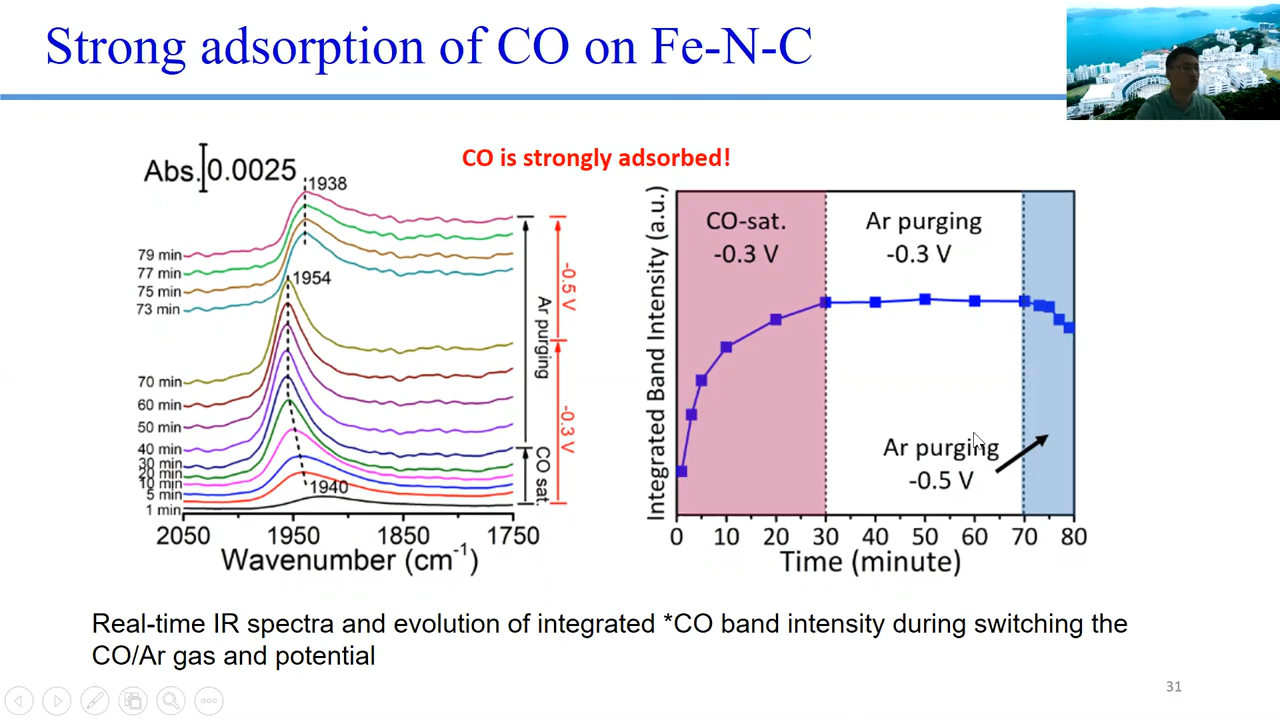 Strong adsorption of CO on Fe-N-C
CO is strongly adsorbed!
Abs. 0.0025
1938
79 min
77 min
75 min
73 min
1954
70 min
60 min
50 min
40 min
30 min
20 min
10 min
5 min
1 min
1940
Ar purging
CO sat.
-0.5 V
-0.3 V
2050 1950 1850 1750
Wavenumber (cm-1)
Integrated Band Intensity (a.u.)
CO-sat.
-0.3 V
Ar purging
-0.3 V
Ar purging
-0.5 V
0 10 20 30 40 50 60 70 80
Time (minute)
Real-time IR spectra and evolution of integrated *CO band intensity during switching the
CO/Ar gas and potential
31